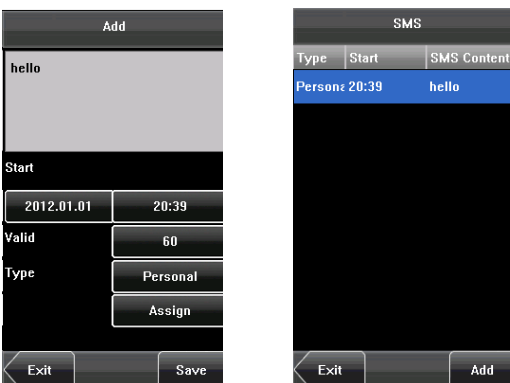 Add
hello
Start
2012.01.01 20:39
Valid 60
Type Personal
Assign
Exit Save
SMS
Type Start SMS Content
Persona 20:39 hello
Exit Add